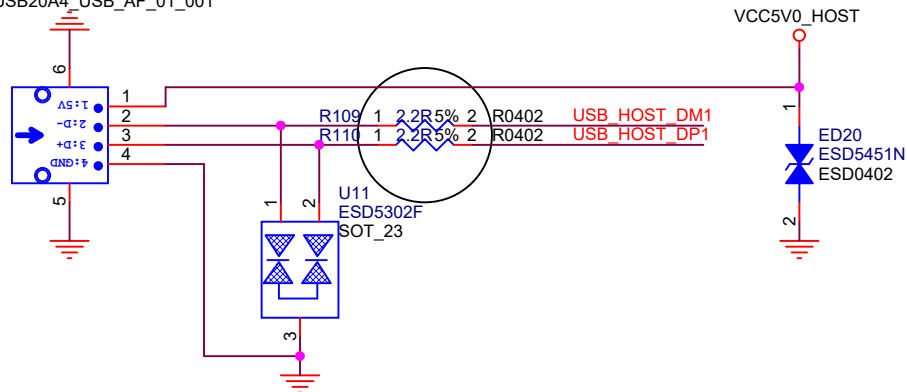 USB20A4_USB_AF_01_001
VCC5V0_HOST
6
1:5V
2:D-
3:D+
4:GND
1
2
3
4
5
R109 1 2.2R 5% 2 R0402 USB_HOST_DM1
R110 1 2.2R 5% 2 R0402 USB_HOST_DP1
1
ED20
ESD5451N
ESD0402
2
1 2
U11
ESD5302F
SOT_23
3